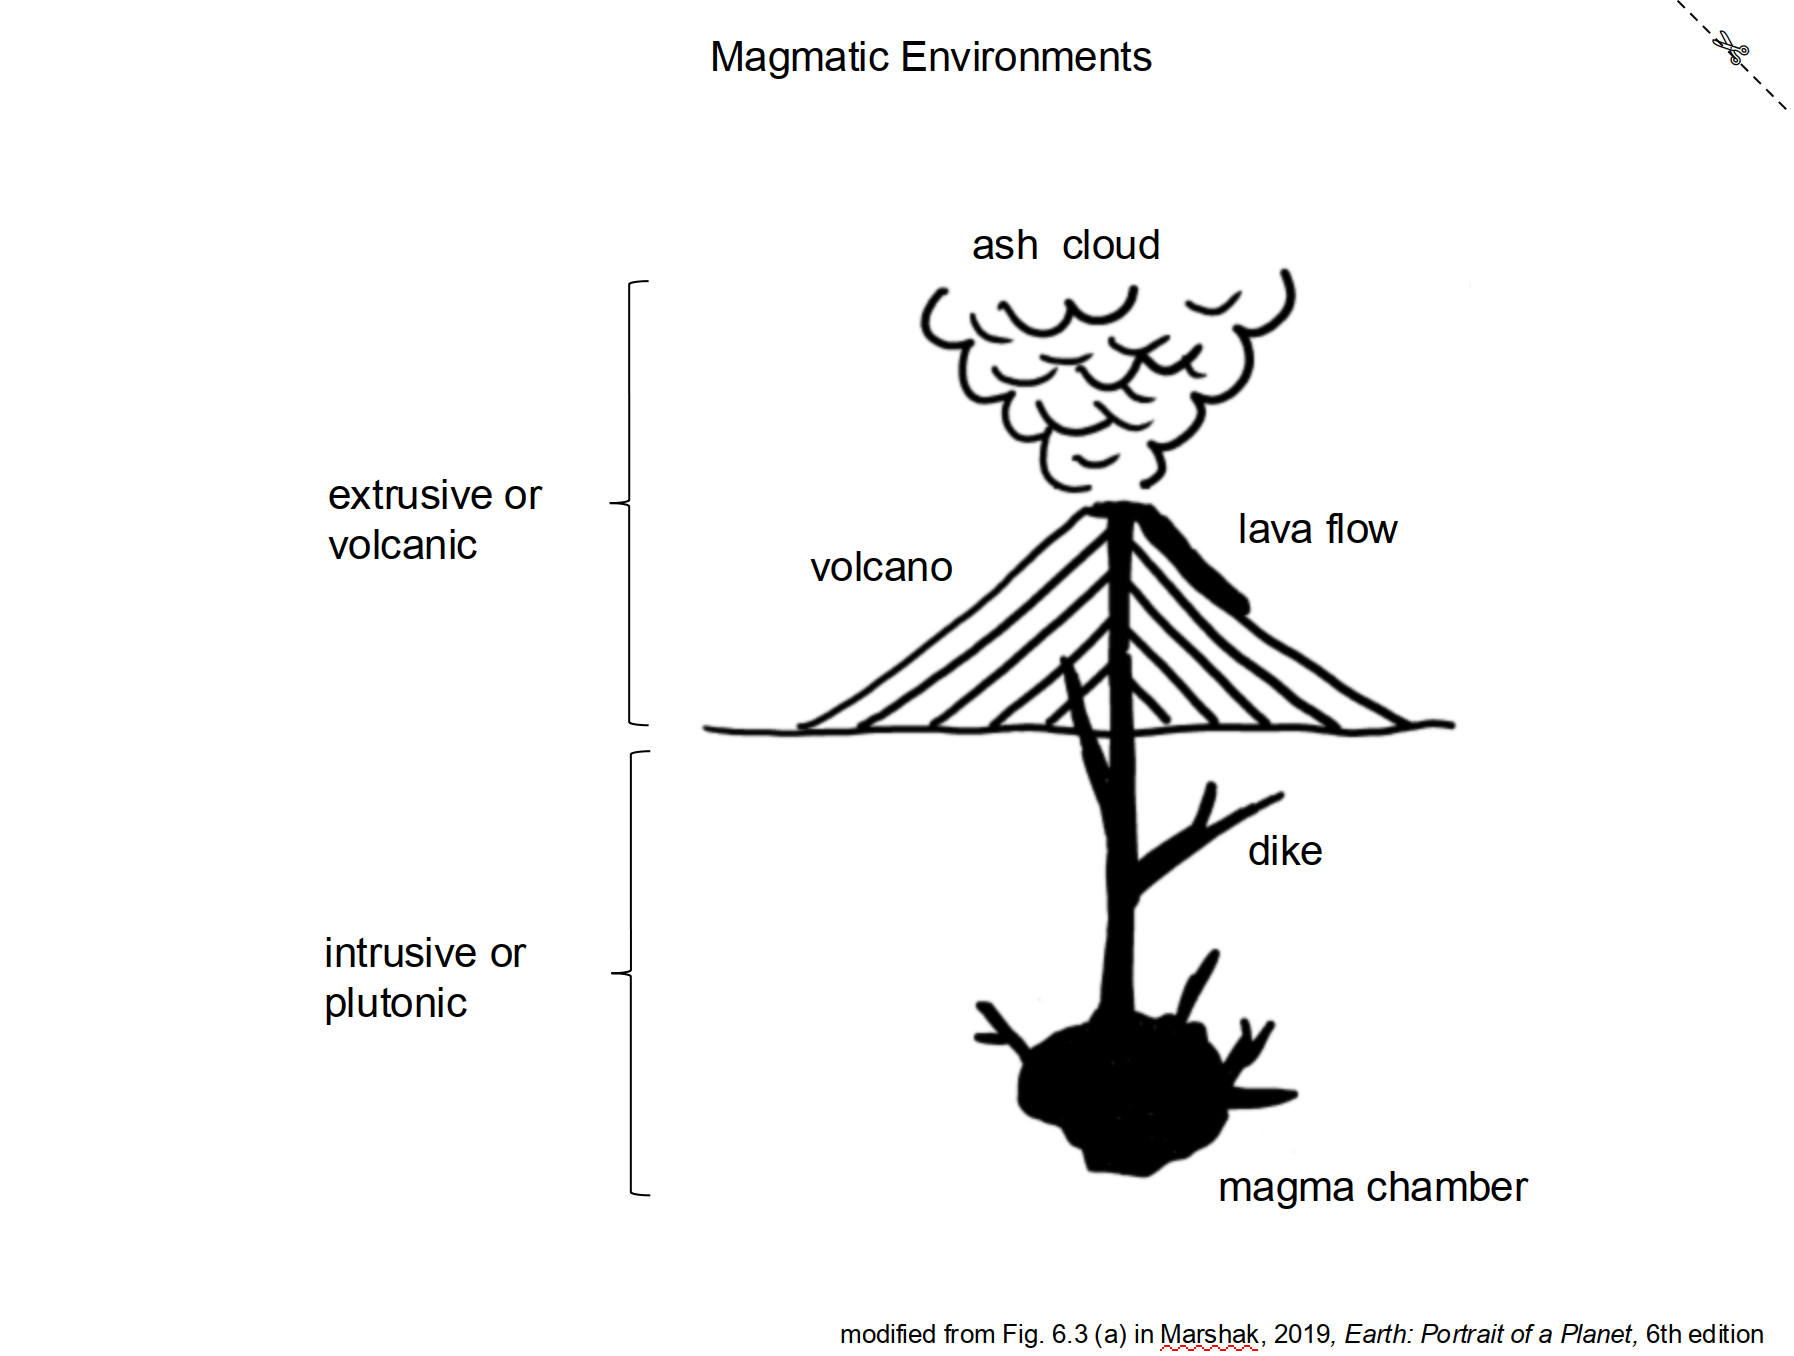 Magmatic Environments
ash cloud
extrusive or
volcanic
lava flow
volcano
dike
intrusive or
plutonic
magma chamber
modified from Fig. 6.3 (a) in Marshak, 2019, Earth: Portrait of a Planet, 6th edition